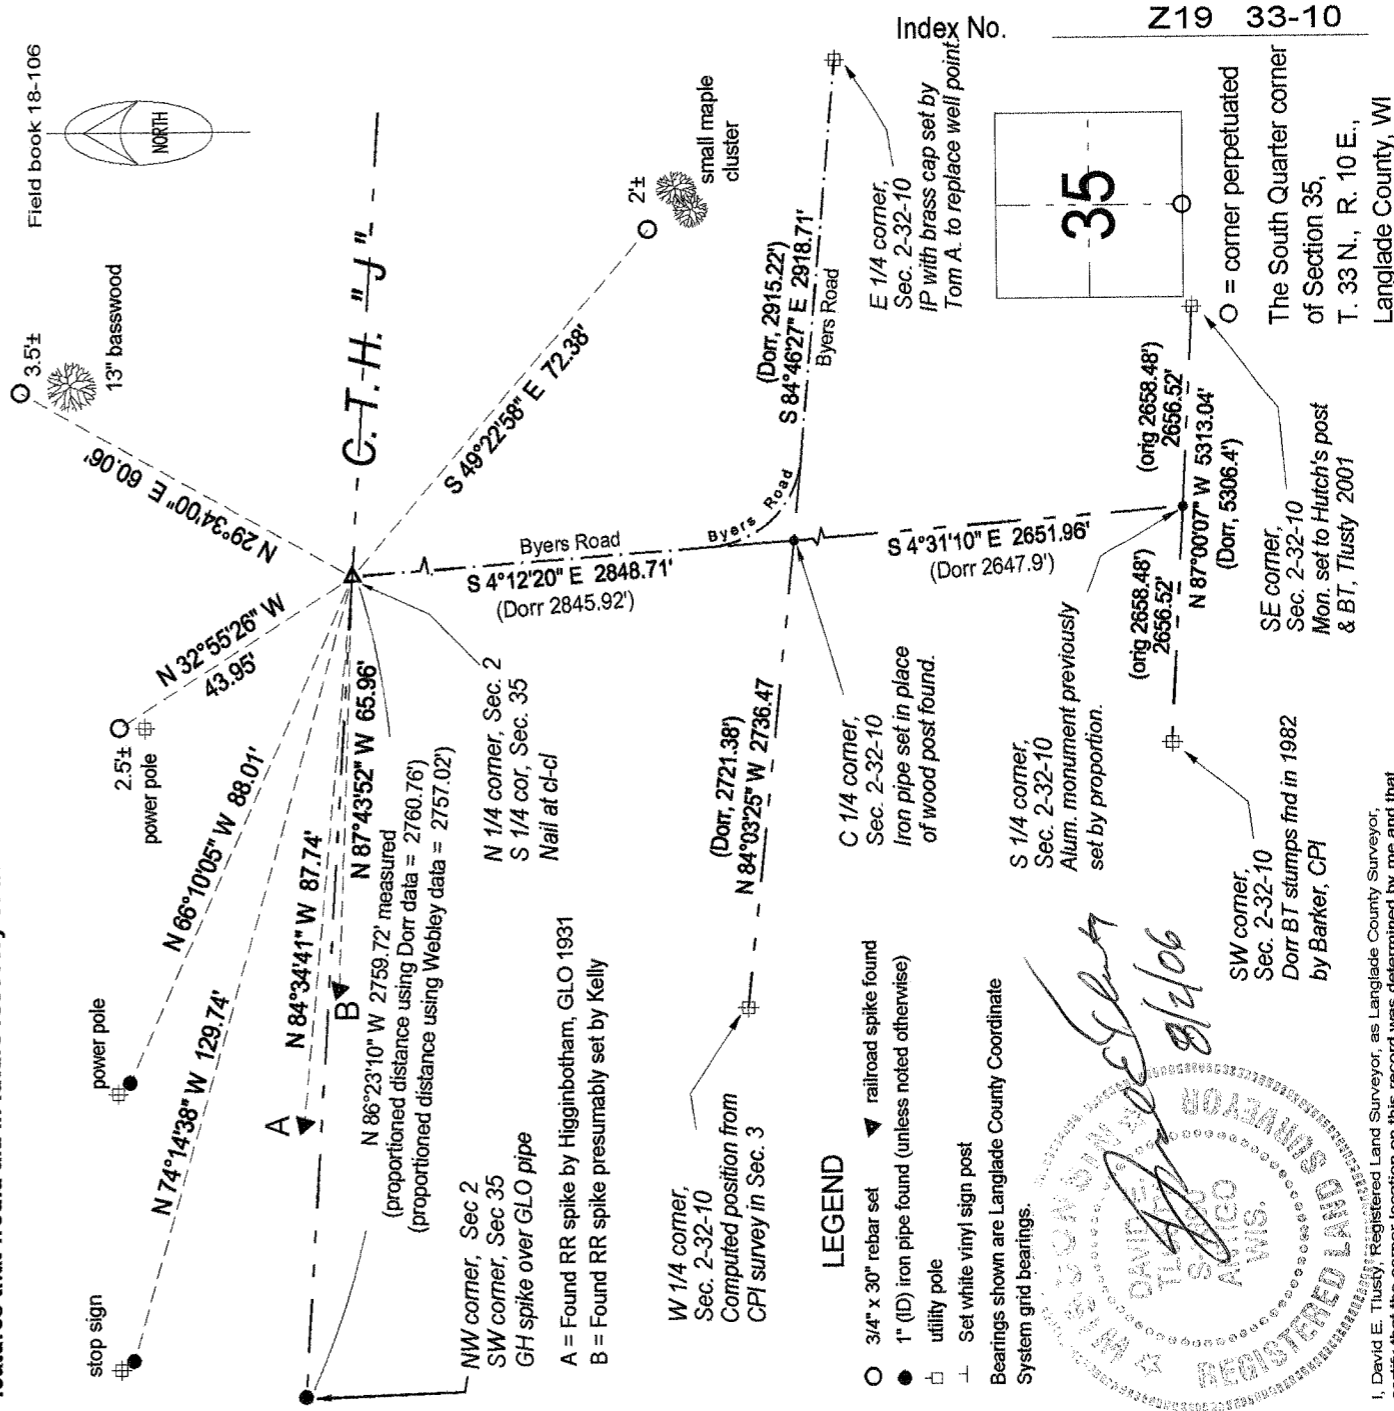 Index No. Z19 33-10
Field book 18-106
NORTH
3.5'±
13" basswood
N 29°34'00" E 60.06'
C. T. H. "J"
2'±
small maple
cluster
S 49°22'58" E 72.38'
N 32°55'26" W
43.95'
2.5'±
power pole
N 66°10'05" W 88.01'
power pole
N 74°14'38" W 129.74'
stop sign
N 84°34'41" W 87.74'
A
B
N 87°43'52" W 65.96'
N 86°23'10" W 2759.72' measured
(proportioned distance using Dorr data = 2760.76')
(proportioned distance using Webley data = 2757.02')
N 1/4 corner, Sec. 2
S 1/4 cor, Sec. 35
Nail at cl-cl
NW corner, Sec 2
SW corner, Sec 35
GH spike over GLO pipe
A = Found RR spike by Higginbotham, GLO 1931
B = Found RR spike presumably set by Kelly
Byers Road
S 4°12'20" E 2848.71'
(Dorr 2845.92')
Byers Road
(Dorr, 2915.22')
S 84°46'27" E 2918.71'
Byers Road
E 1/4 corner,
Sec. 2-32-10
IP with brass cap set by
Tom A. to replace well point.
(Dorr, 2721.38')
N 84°03'25" W 2736.47
W 1/4 corner,
Sec. 2-32-10
Computed position from
CPI survey in Sec. 3
C 1/4 corner,
Sec. 2-32-10
Iron pipe set in place
of wood post found.
S 4°31'10" E 2651.96'
(Dorr 2647.9')
S 1/4 corner,
Sec. 2-32-10
Alum. monument previously
set by proportion.
(orig 2658.48')
2656.52'
(orig 2658.48')
2656.52'
N 87°00'07" W 5313.04'
(Dorr, 5306.4')
SW corner,
Sec. 2-32-10
Dorr BT stumps fnd in 1982
by Barker, CPI
SE corner,
Sec. 2-32-10
Mon. set to Hutch's post
& BT, Tlusty 2001
35
= corner perpetuated
The South Quarter corner
of Section 35,
T. 33 N., R. 10 E.,
Langlade County, WI
LEGEND
3/4" x 30" rebar set
railroad spike found
1" (ID) iron pipe found (unless noted otherwise)
utility pole
Set white vinyl sign post
Bearings shown are Langlade County Coordinate
System grid bearings.
WISCONSIN
DAVID E.
ANTIGO
WIS.
REGISTERED LAND SURVEYOR
8/2/06
I, David E. Tlusty, Registered Land Surveyor, as Langlade County Surveyor,